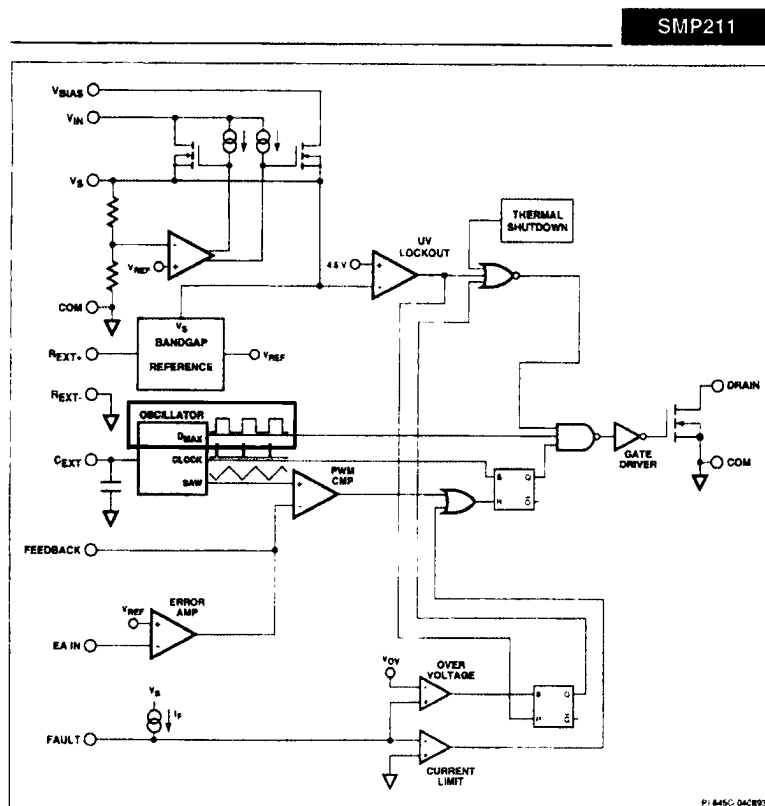 SMP211
VBIAS
VIN
VS
VREF
COM
4.5 V
UV
LOCKOUT
THERMAL
SHUTDOWN
VS
BANDGAP
REFERENCE
REXT+
VREF
REXT-
OSCILLATOR
DMAX
CLOCK
SAW
CEXT
PWM
CMP
S
Q
Q
DRAIN
GATE
DRIVER
COM
FEEDBACK
ERROR
AMP
VREF
EA IN
VOV
OVER
VOLTAGE
S
Q
VS
IF
FAULT
CURRENT
LIMIT